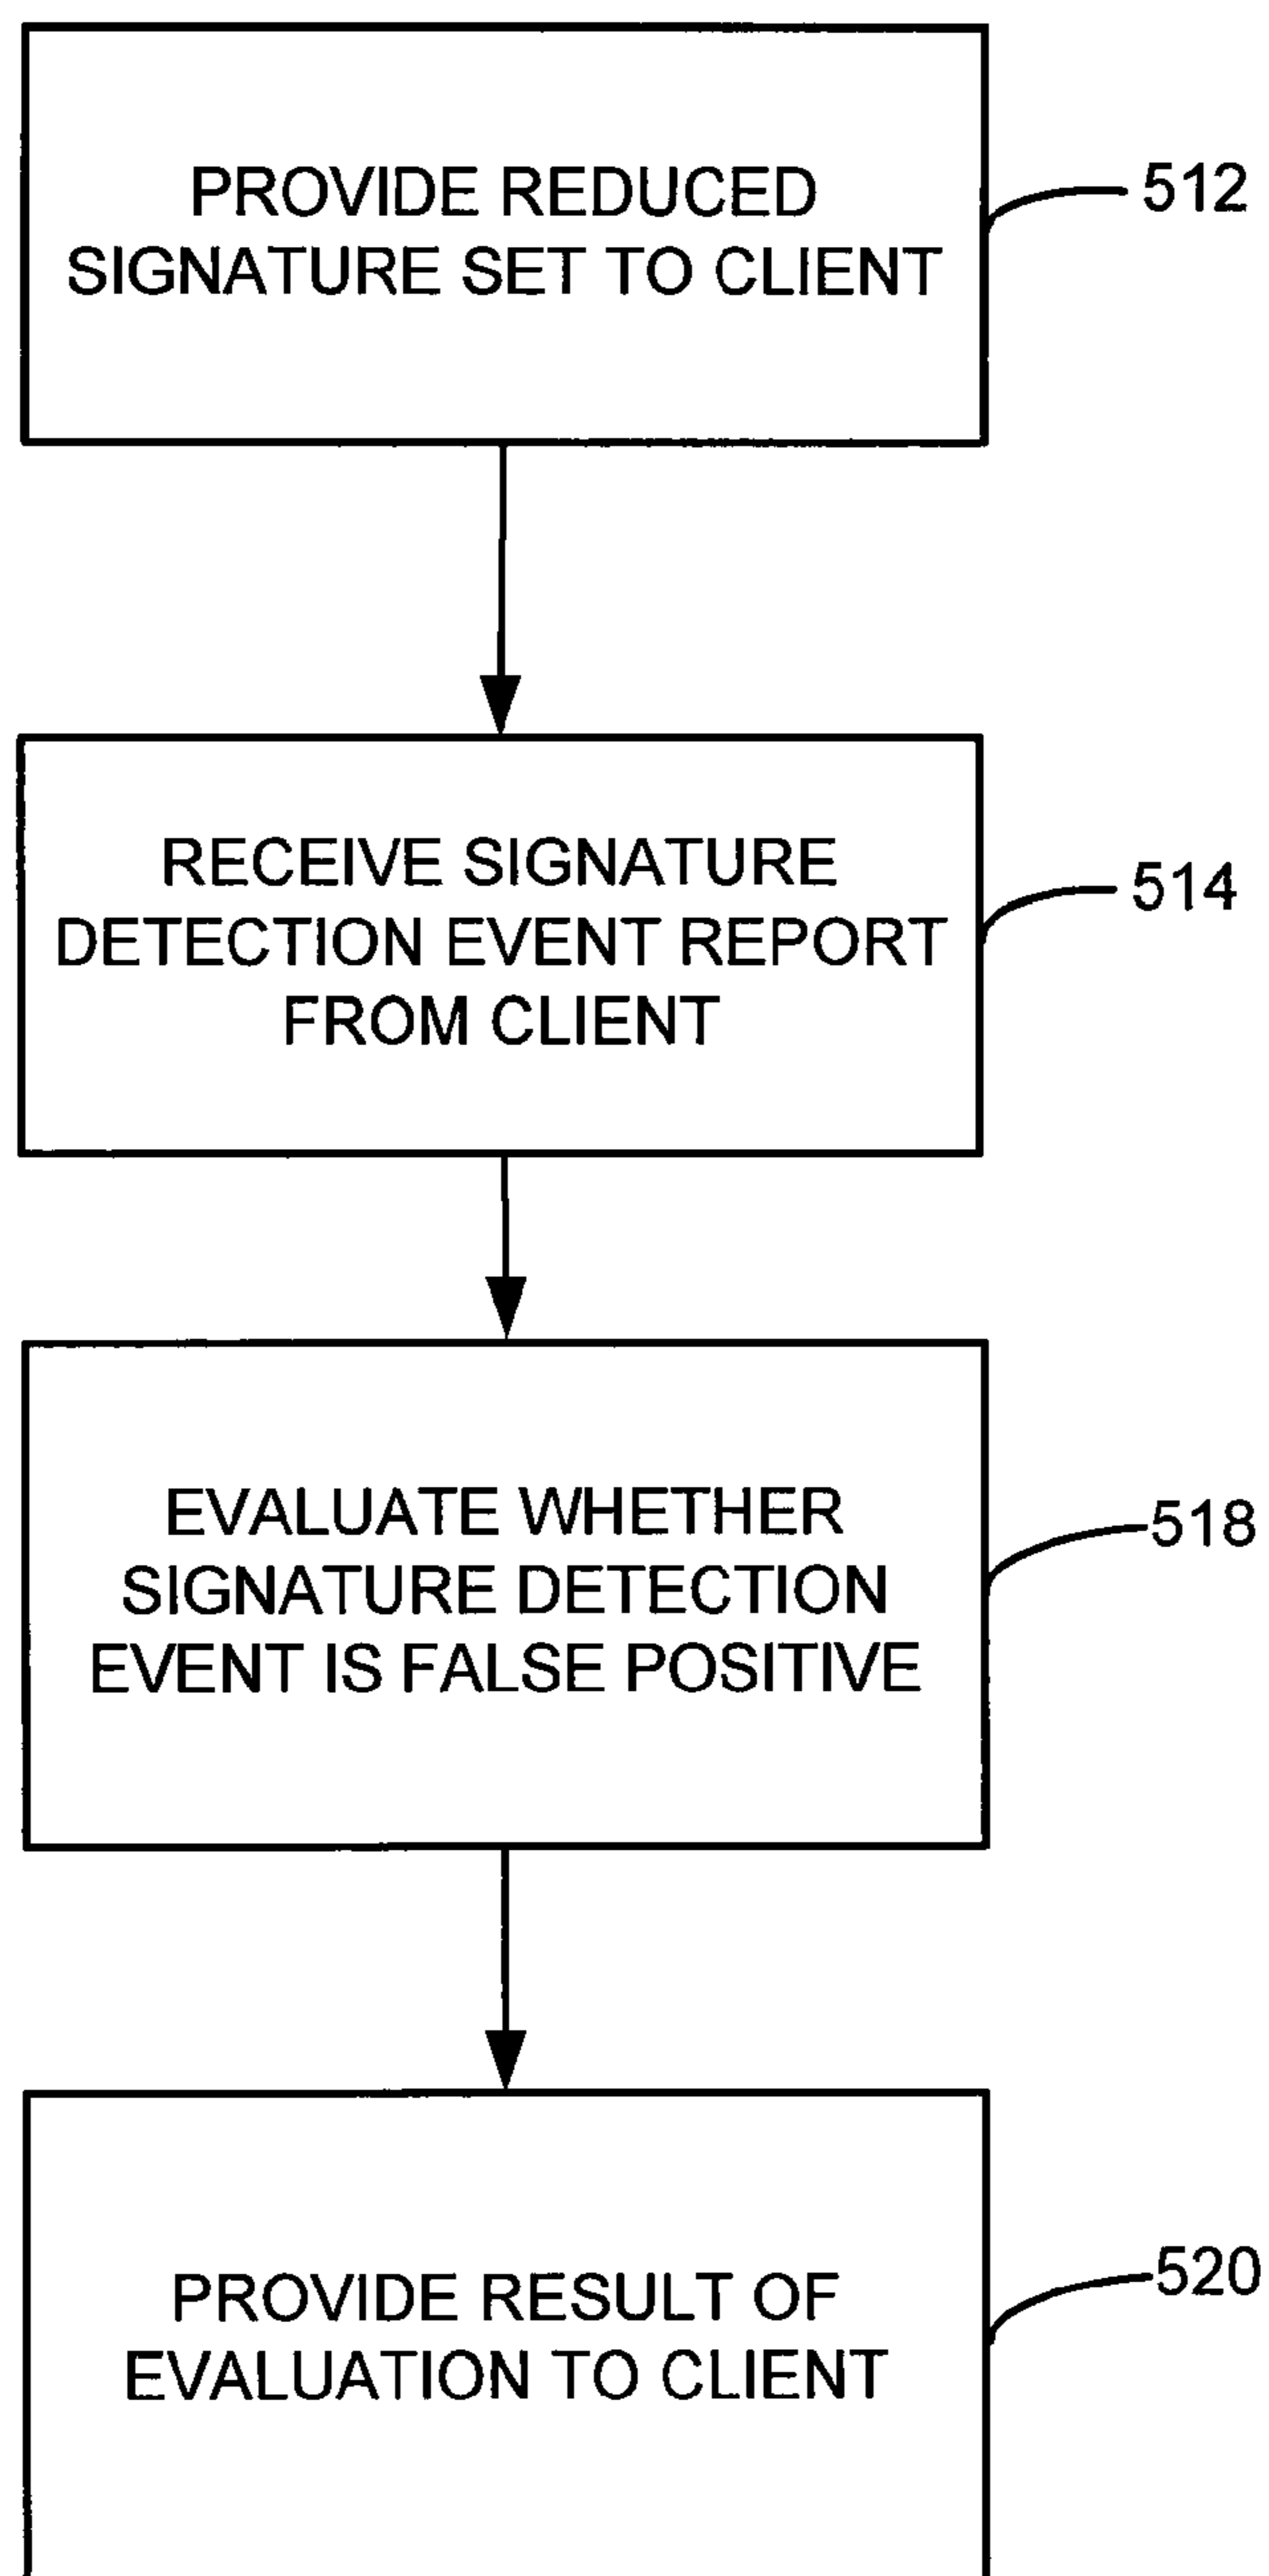 PROVIDE REDUCED
SIGNATURE SET TO CLIENT
512
RECEIVE SIGNATURE
DETECTION EVENT REPORT
FROM CLIENT
514
EVALUATE WHETHER
SIGNATURE DETECTION
EVENT IS FALSE POSITIVE
518
PROVIDE RESULT OF
EVALUATION TO CLIENT
520